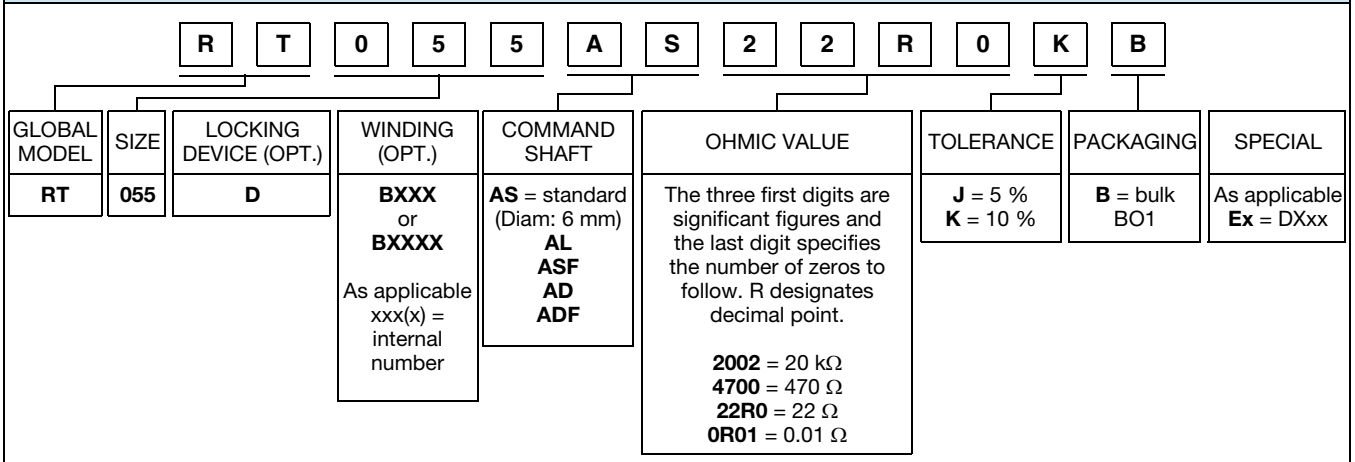 R T 0 5 5 A S 2 2 R 0 K B
GLOBAL
MODEL
RT
SIZE
055
LOCKING
DEVICE (OPT.)
D
WINDING
(OPT.)
BXXX
or
BXXXX
As applicable
xxx(x) =
internal
number
COMMAND
SHAFT
AS = standard
(Diam: 6 mm)
AL
ASF
AD
ADF
OHMIC VALUE
The three first digits are
significant figures and
the last digit specifies
the number of zeros to
follow. R designates
decimal point.
2002 = 20 kΩ
4700 = 470 Ω
22R0 = 22 Ω
0R01 = 0.01 Ω
TOLERANCE
J = 5 %
K = 10 %
PACKAGING
B = bulk
BO1
SPECIAL
As applicable
Ex = DXxx